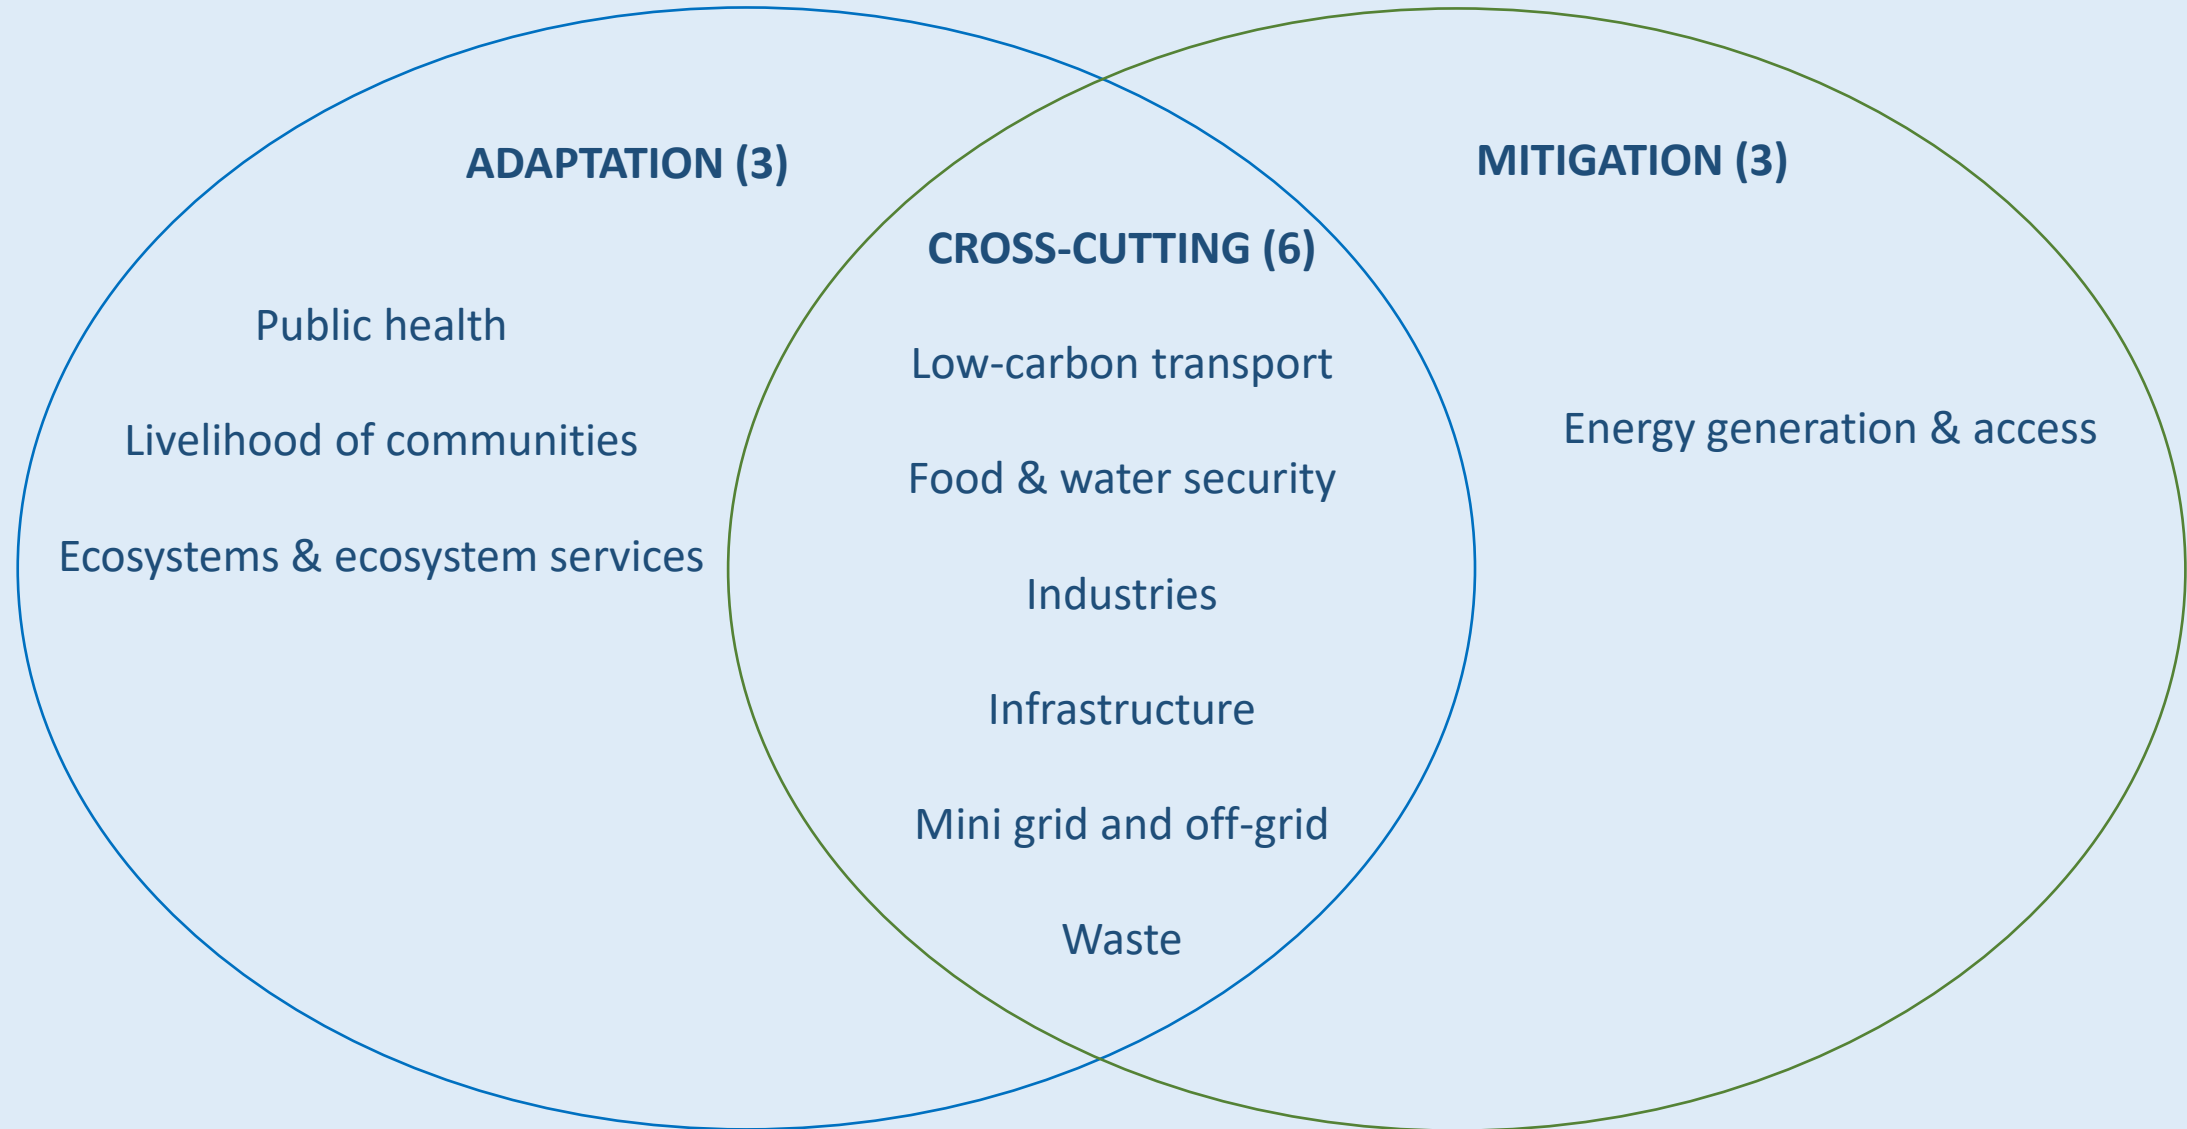 ADAPTATION (3)
Public health
Livelihood of communities
Ecosystems & ecosystem services
CROSS-CUTTING (6)
Low-carbon transport
Food & water security
Industries
Infrastructure
Mini grid and off-grid
Waste
MITIGATION (3)
Energy generation & access